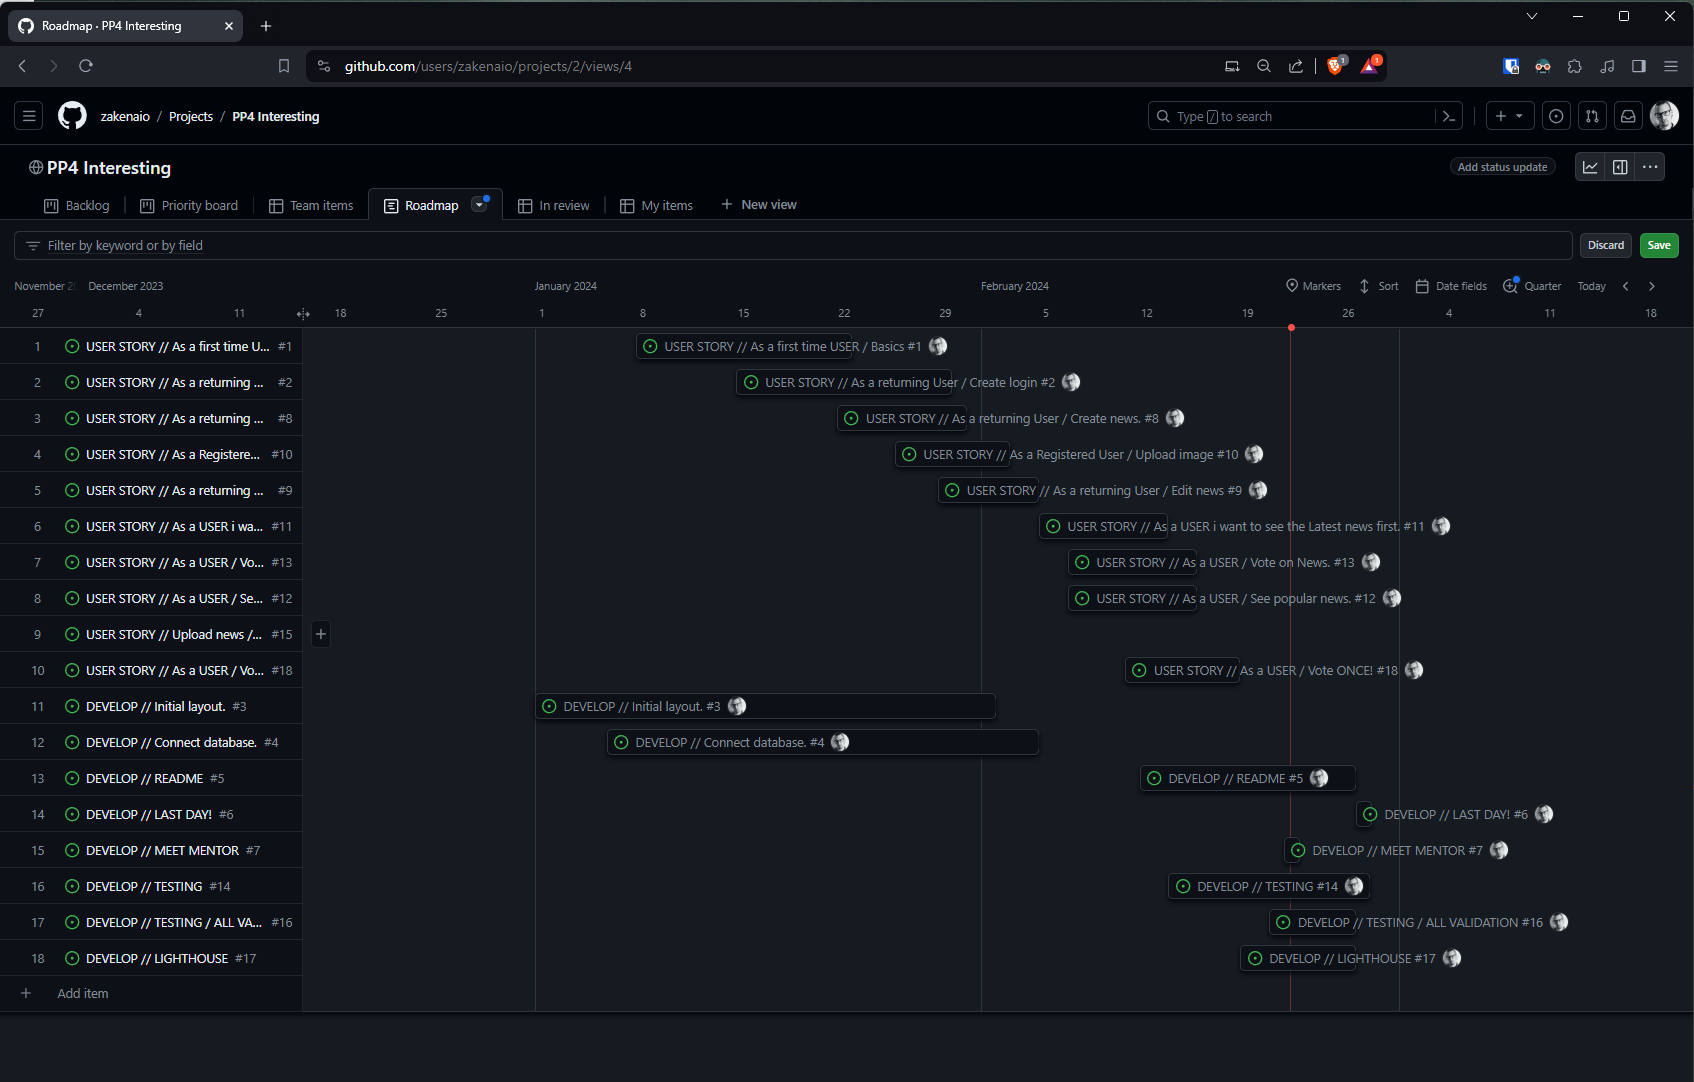 Roadmap · PP4 Interesting
github.com/users/zakenaio/projects/2/views/4
1
1
zakenaio / Projects / PP4 Interesting
Type / to search
PP4 Interesting
Add status update
Backlog
Priority board
Team items
Roadmap
In review
My items
New view
Filter by keyword or by field
Discard
Save
November 2
December 2023
January 2024
February 2024
Markers
Sort
Date fields
Quarter
Today
27 4 11 18 25 1 8 15 22 29 5 12 19 26 4 11 18
1 USER STORY // As a first time U... #1
USER STORY // As a first time USER / Basics #1
2 USER STORY // As a returning ... #2
USER STORY // As a returning User / Create login #2
3 USER STORY // As a returning ... #8
USER STORY // As a returning User / Create news. #8
4 USER STORY // As a Registere... #10
USER STORY // As a Registered User / Upload image #10
5 USER STORY // As a returning ... #9
USER STORY // As a returning User / Edit news #9
6 USER STORY // As a USER i wa... #11
USER STORY // As a USER i want to see the Latest news first. #11
7 USER STORY // As a USER / Vo... #13
USER STORY // As a USER / Vote on News. #13
8 USER STORY // As a USER / Se... #12
USER STORY // As a USER / See popular news. #12
9 USER STORY // Upload news /... #15
10 USER STORY // As a USER / Vo... #18
USER STORY // As a USER / Vote ONCE! #18
11 DEVELOP // Initial layout. #3
DEVELOP // Initial layout. #3
12 DEVELOP // Connect database. #4
DEVELOP // Connect database. #4
13 DEVELOP // README #5
DEVELOP // README #5
14 DEVELOP // LAST DAY! #6
DEVELOP // LAST DAY! #6
15 DEVELOP // MEET MENTOR #7
DEVELOP // MEET MENTOR #7
16 DEVELOP // TESTING #14
DEVELOP // TESTING #14
17 DEVELOP // TESTING / ALL VA... #16
DEVELOP // TESTING / ALL VALIDATION #16
18 DEVELOP // LIGHTHOUSE #17
DEVELOP // LIGHTHOUSE #17
Add item